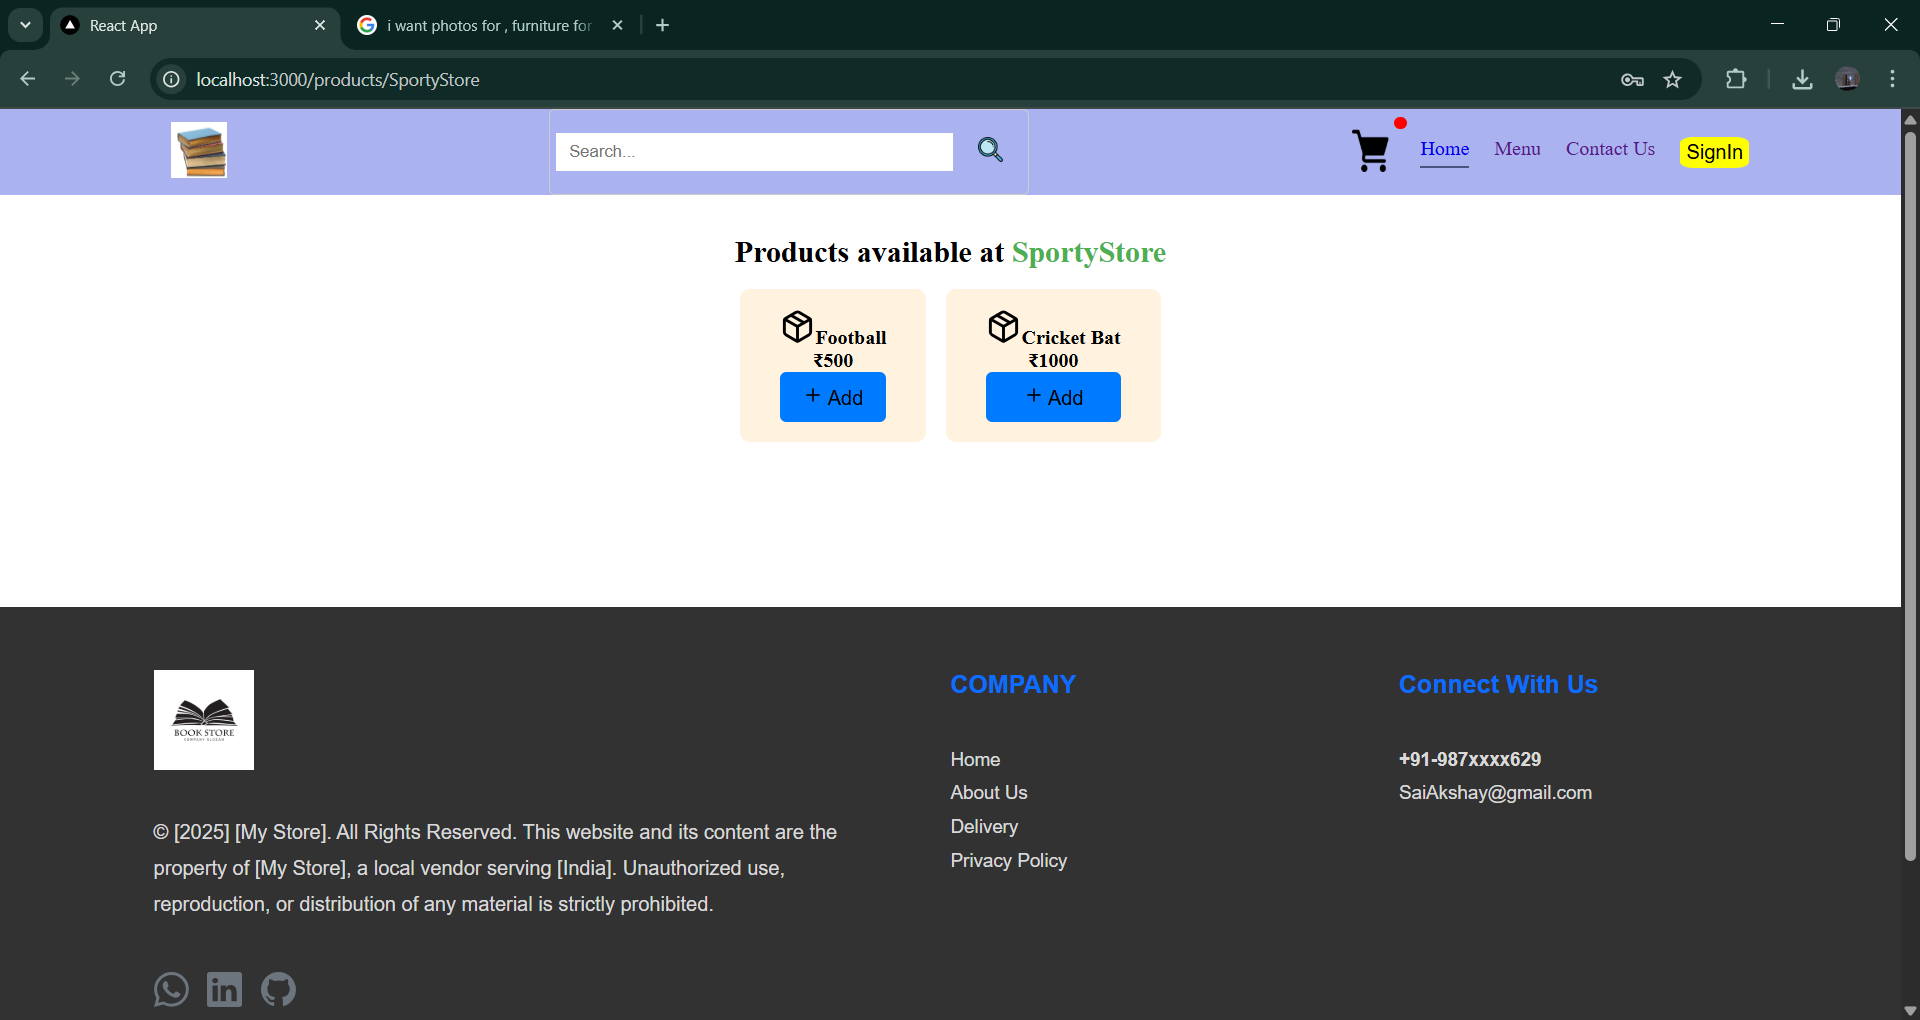 React App
i want photos for , furniture for
localhost:3000/products/SportyStore
Search...
Home
Menu
Contact Us
SignIn
Products available at SportyStore
Football
₹500
+ Add
Cricket Bat
₹1000
+ Add
BOOK STORE
© [2025] [My Store]. All Rights Reserved. This website and its content are the
property of [My Store], a local vendor serving [India]. Unauthorized use,
reproduction, or distribution of any material is strictly prohibited.
COMPANY
Home
About Us
Delivery
Privacy Policy
Connect With Us
+91-987xxxx629
SaiAkshay@gmail.com